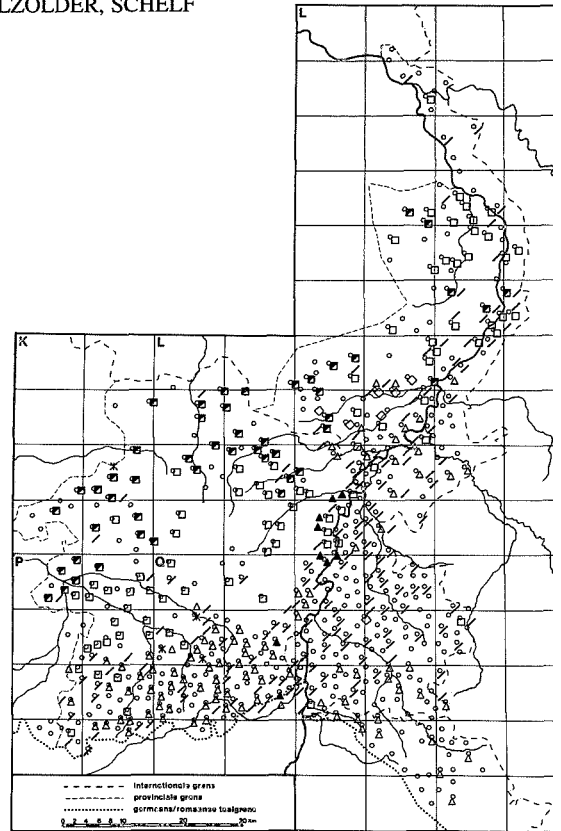 LZOLDER, SCHELF
L
K
L
P
Q
internationale grens
provinciale grens
germaans/romaanse taalgrens
0 2 4 6 8 10 20 30 Km